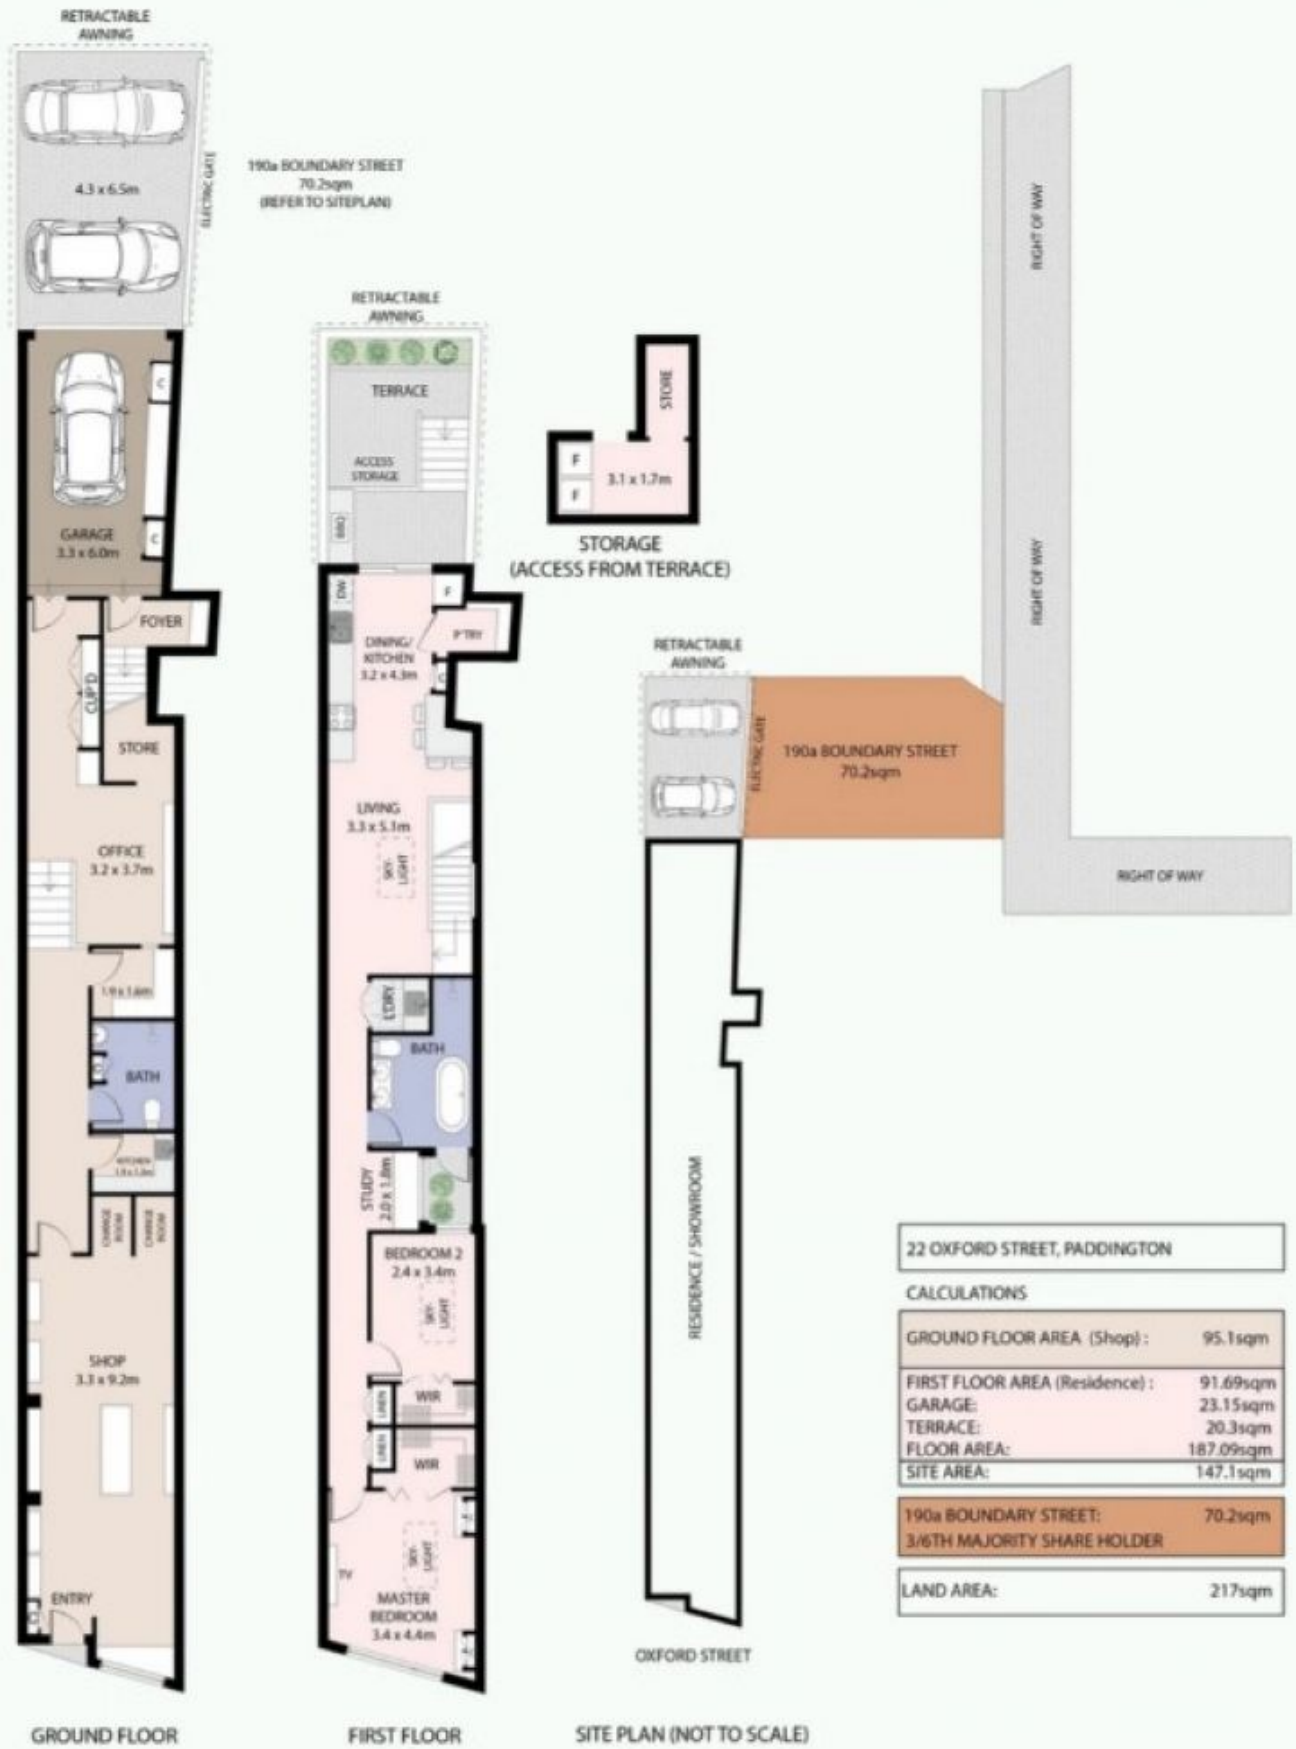 RETRACTABLE
AWNING
4.3 x 6.5m
ELECTRIC GATE
190a BOUNDARY STREET
70.2sqm
(REFER TO SITEPLAN)
C
GARAGE
3.3 x 6.0m
C
FOYER
CUP'D
STORE
OFFICE
3.2 x 3.7m
1.9 x 1.6m
BATH
KITCHEN
CHANGE
ROOM
CHANGE
ROOM
SHOP
3.3 x 9.2m
ENTRY
GROUND FLOOR
RETRACTABLE
AWNING
TERRACE
ACCESS
STORAGE
BBQ
DW
F
P'TRY
DINING/
KITCHEN
3.2 x 4.3m
LIVING
3.3 x 5.1m
SKY-
LIGHT
L'DRY
BATH
STUDY
2.0 x 1.8m
BEDROOM 2
2.4 x 3.4m
SKY-
LIGHT
LINEN
WIR
LINEN
WIR
SKY-
LIGHT
TV
MASTER
BEDROOM
3.4 x 4.4m
FIRST FLOOR
STORE
F
F
3.1 x 1.7m
STORAGE
(ACCESS FROM TERRACE)
RETRACTABLE
AWNING
ELECTRIC GATE
190a BOUNDARY STREET
70.2sqm
RIGHT OF WAY
RIGHT OF WAY
RIGHT OF WAY
RESIDENCE / SHOWROOM
OXFORD STREET
SITE PLAN (NOT TO SCALE)
22 OXFORD STREET, PADDINGTON
CALCULATIONS
GROUND FLOOR AREA (Shop) : 95.1sqm
FIRST FLOOR AREA (Residence) : 91.69sqm
GARAGE: 23.15sqm
TERRACE: 20.3sqm
FLOOR AREA: 187.09sqm
SITE AREA: 147.1sqm
190a BOUNDARY STREET: 70.2sqm
3/6TH MAJORITY SHARE HOLDER
LAND AREA: 217sqm